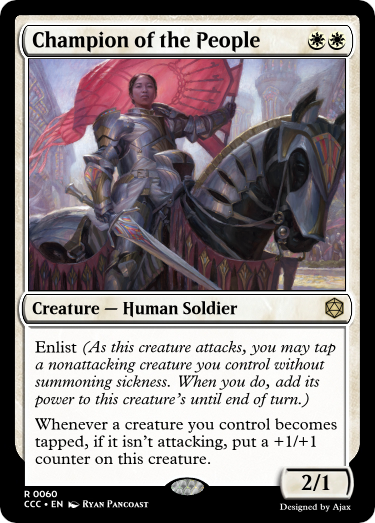 Champion of the People
Creature — Human Soldier
Enlist (As this creature attacks, you may tap
a nonattacking creature you control without
summoning sickness. When you do, add its
power to this creature's until end of turn.)
Whenever a creature you control becomes
tapped, if it isn't attacking, put a +1/+1
counter on this creature.
2/1
R 0060
CCC • EN Ryan Pancoast
Designed by Ajax